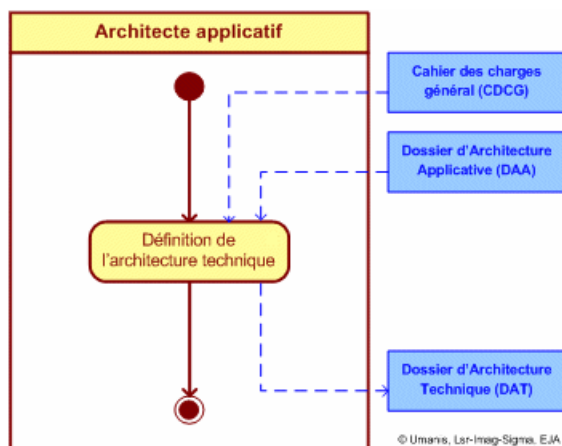 Architecte applicatif
Cahier des charges
général (CDCG)
Dossier d'Architecture
Applicative (DAA)
Définition de
l'architecture technique
Dossier d'Architecture
Technique (DAT)
© Umanis, Lsr-Imag-Sigma, EJA